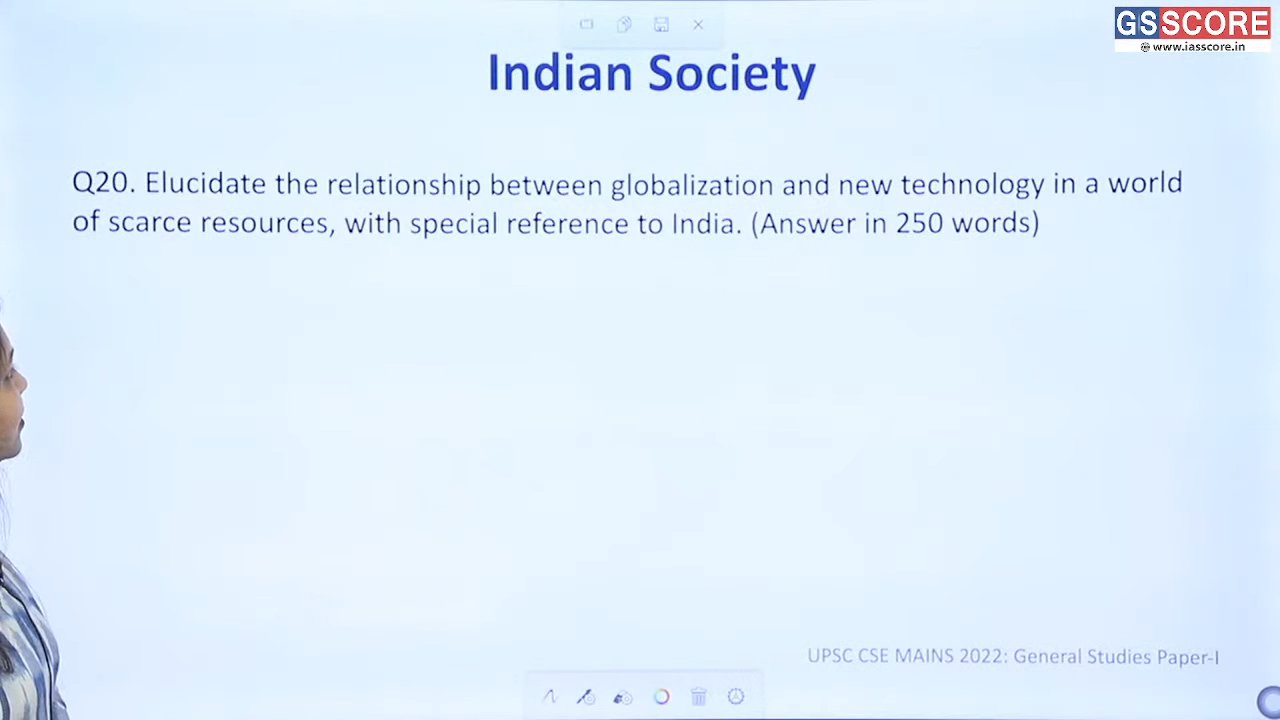 GSSCORE
www.iasscore.in
Indian Society
Q20. Elucidate the relationship between globalization and new technology in a world
of scarce resources, with special reference to India. (Answer in 250 words)
UPSC CSE MAINS 2022: General Studies Paper-I